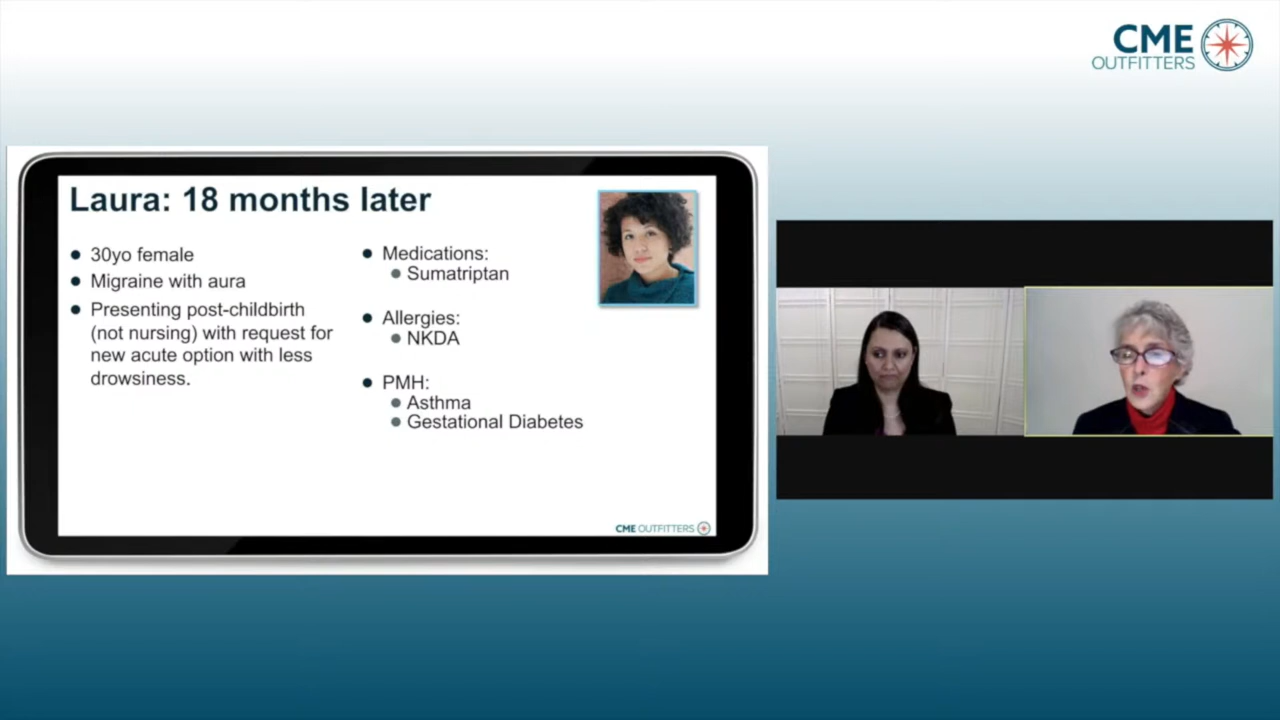 CME
OUTFITTERS
Laura: 18 months later
30yo female
Migraine with aura
Presenting post-childbirth
(not nursing) with request for
new acute option with less
drowsiness.
Medications:
Sumatriptan
Allergies:
NKDA
PMH:
Asthma
Gestational Diabetes
CME OUTFITTERS